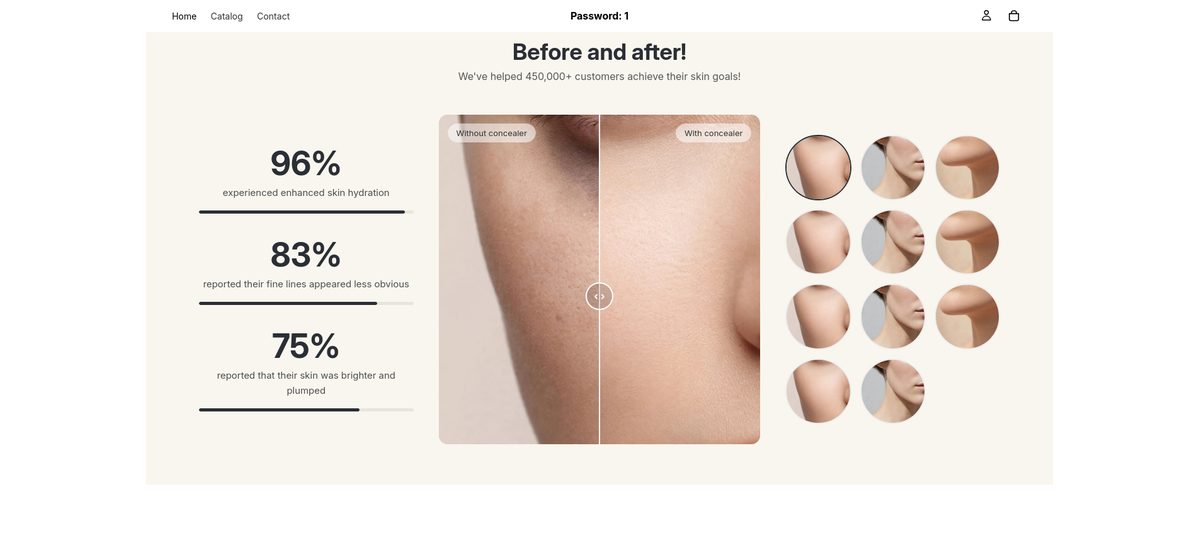 Home Catalog Contact
Password: 1
Before and after!
We've helped 450,000+ customers achieve their skin goals!
96%
experienced enhanced skin hydration
83%
reported their fine lines appeared less obvious
75%
reported that their skin was brighter and
plumped
Without concealer
With concealer